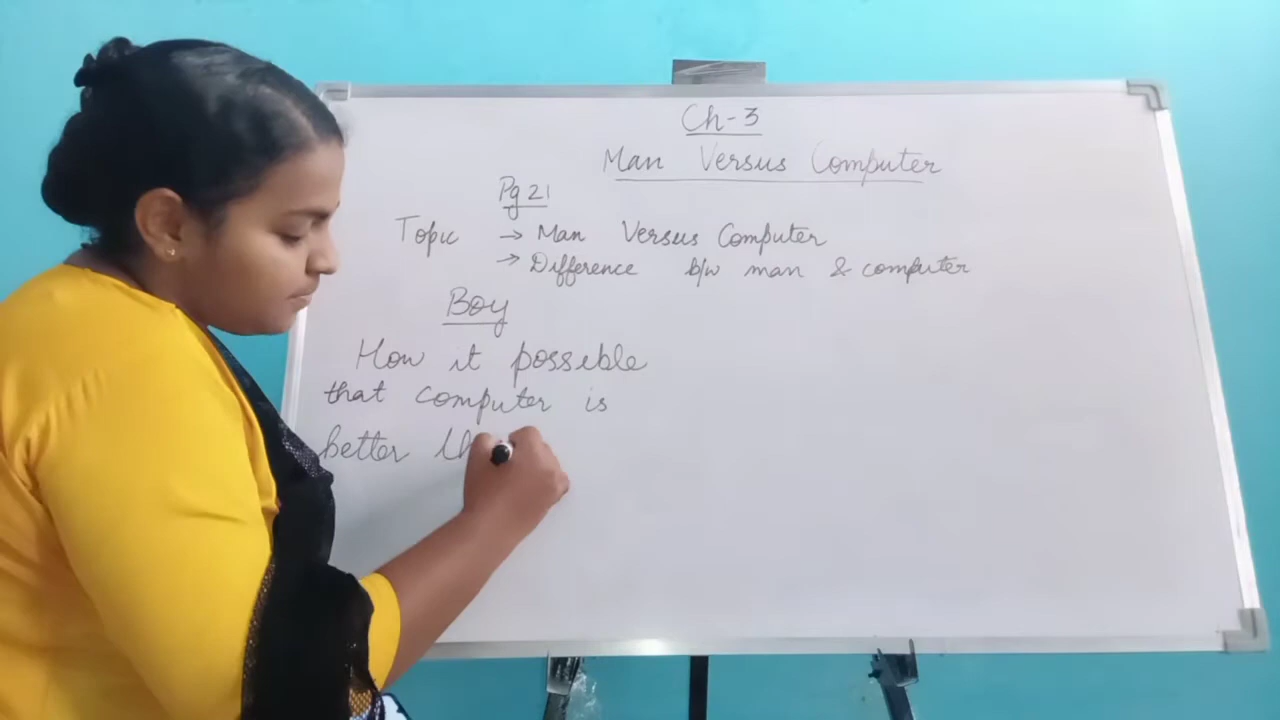 Ch-3
Man Versus Computer
Pg 21
Topic → Man Versus Computer
→ Difference b/w man & computer
Boy
How it possible
that computer is
better